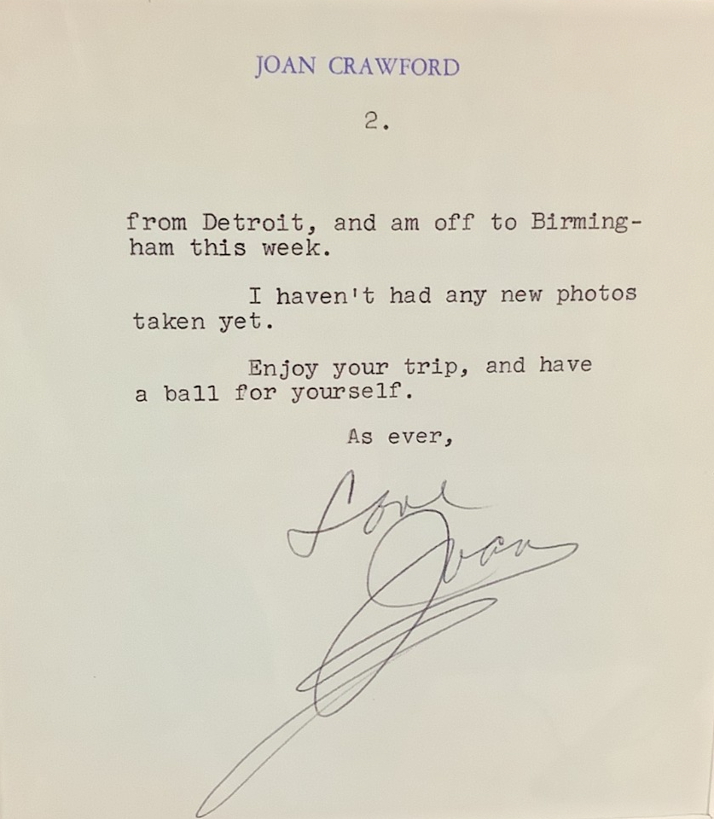 JOAN CRAWFORD
2.
from Detroit, and am off to Birming-
ham this week.
I haven't had any new photos
taken yet.
Enjoy your trip, and have
a ball for yourself.
As ever,
Love
Joan